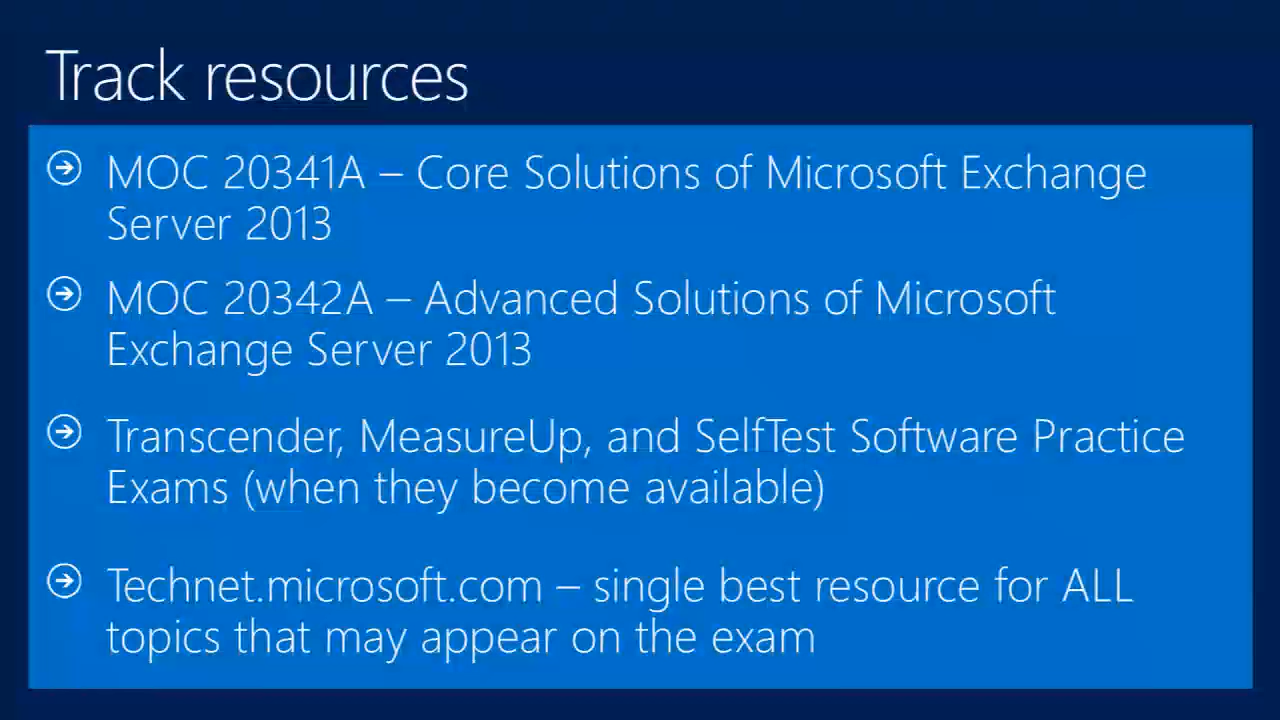 Track resources
MOC 20341A – Core Solutions of Microsoft Exchange
Server 2013
MOC 20342A – Advanced Solutions of Microsoft
Exchange Server 2013
Transcender, MeasureUp, and SelfTest Software Practice
Exams (when they become available)
Technet.microsoft.com – single best resource for ALL
topics that may appear on the exam